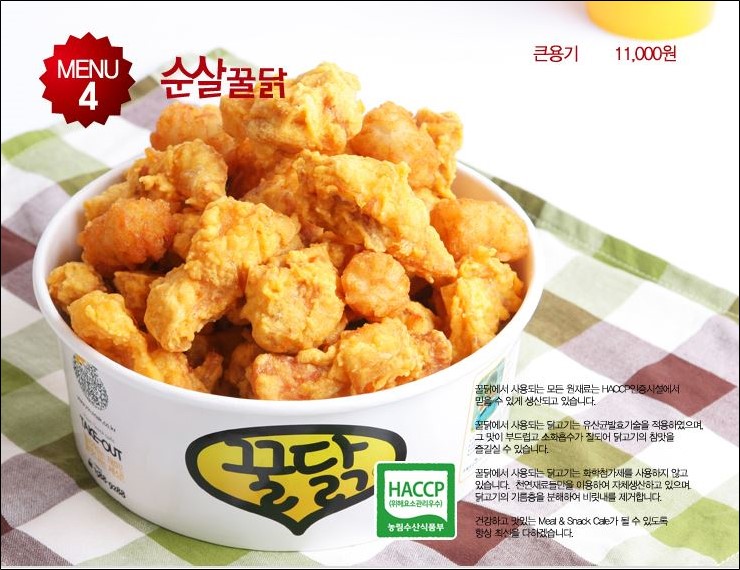 MENU
4
순살꿀닭
큰용기 11,000원
꿀닭에서 사용되는 모든 원재료는 HACCP인증시설에서
믿을 수 있게 생산되고 있습니다.
꿀닭에서 사용되는 닭고기는 유산균발효기술을 적용하였으며,
그 맛이 부드럽고 소화흡수가 잘되어 닭고기의 참맛을
즐기실 수 있습니다.
꿀닭에서 사용되는 닭고기는 화학첨가제를 사용하지 않고
있습니다. 천연재료들만을 이용하여 자체생산하고 있으며,
닭고기의 기름층을 분해하여 비릿내를 제거합니다.
건강하고 맛있는 Meal & Snack Cafe가 될 수 있도록
항상 최선을 다하겠습니다.
TAKE-OUT
꿀닭
HACCP
(위해요소관리우수)
농림수산식품부